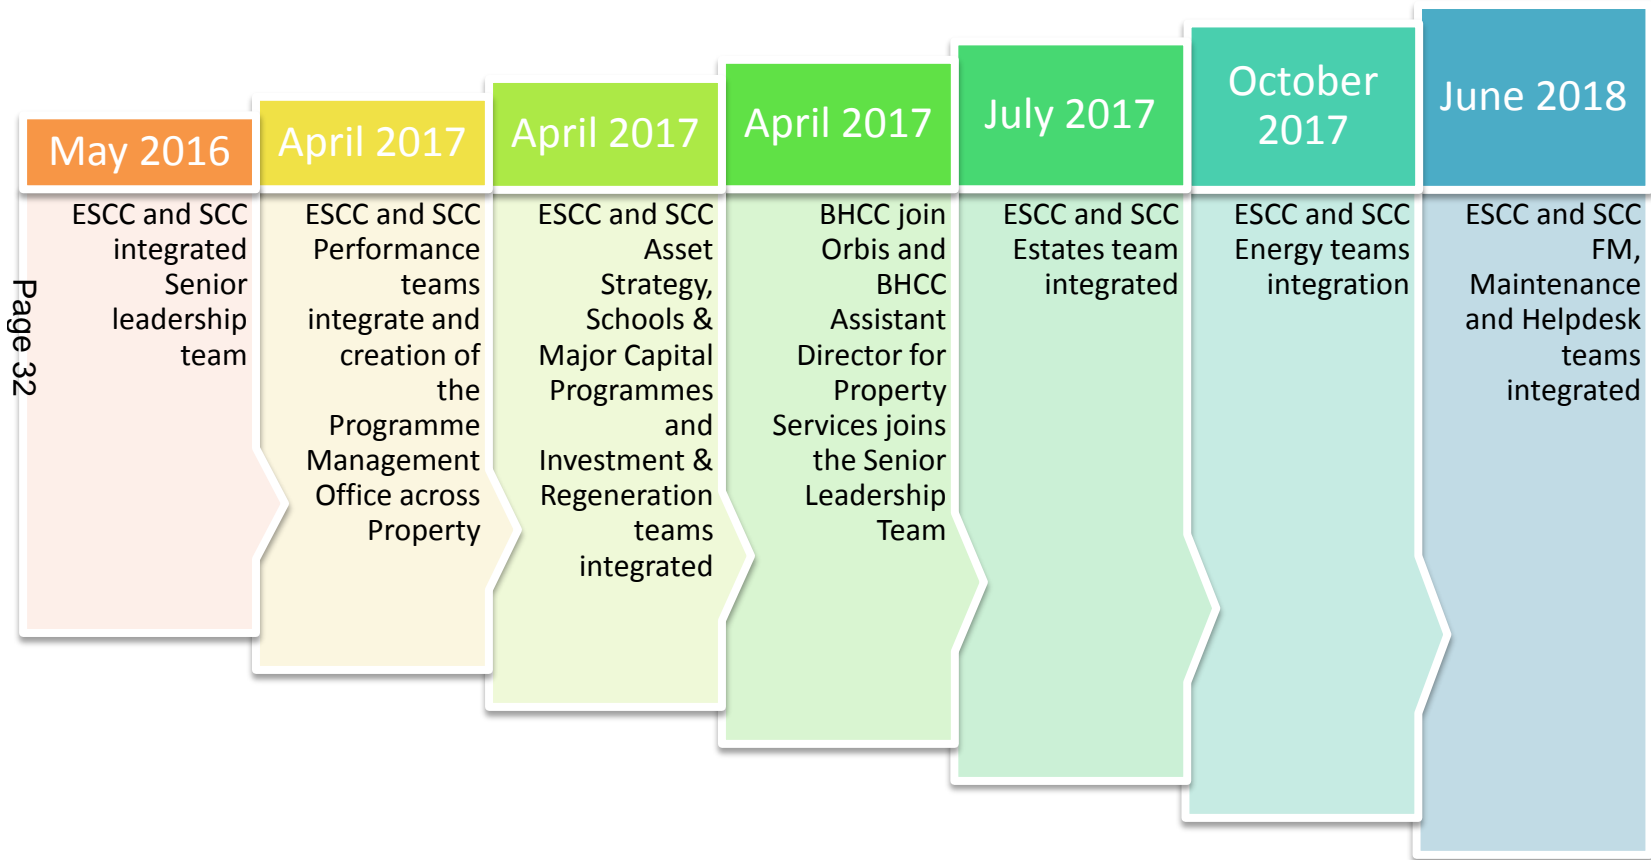 May 2016
ESCC and SCC
integrated
Senior
leadership
team
April 2017
ESCC and SCC
Performance
teams
integrate and
creation of
the
Programme
Management
Office across
Property
April 2017
ESCC and SCC
Asset
Strategy,
Schools &
Major Capital
Programmes
and
Investment &
Regeneration
teams
integrated
April 2017
BHCC join
Orbis and
BHCC
Assistant
Director for
Property
Services joins
the Senior
Leadership
Team
July 2017
ESCC and SCC
Estates team
integrated
October
2017
ESCC and SCC
Energy teams
integration
June 2018
ESCC and SCC
FM,
Maintenance
and Helpdesk
teams
integrated
Page 32